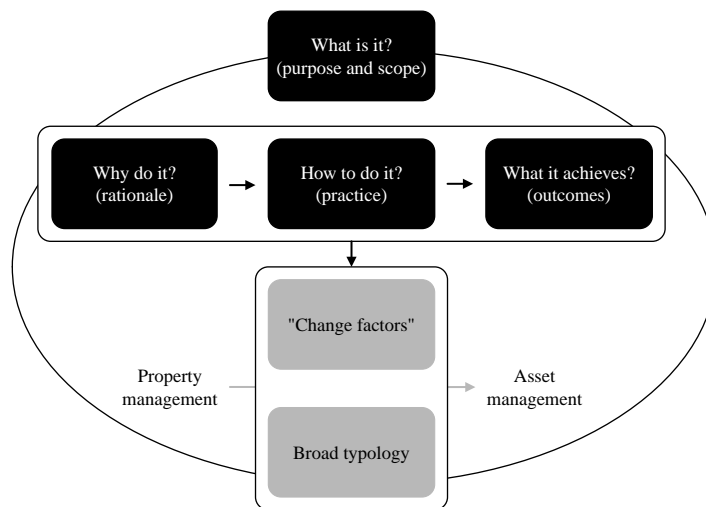 What is it?
(purpose and scope)
Why do it?
(rationale)
How to do it?
(practice)
What it achieves?
(outcomes)
"Change factors"
Property
management
Asset
management
Broad typology